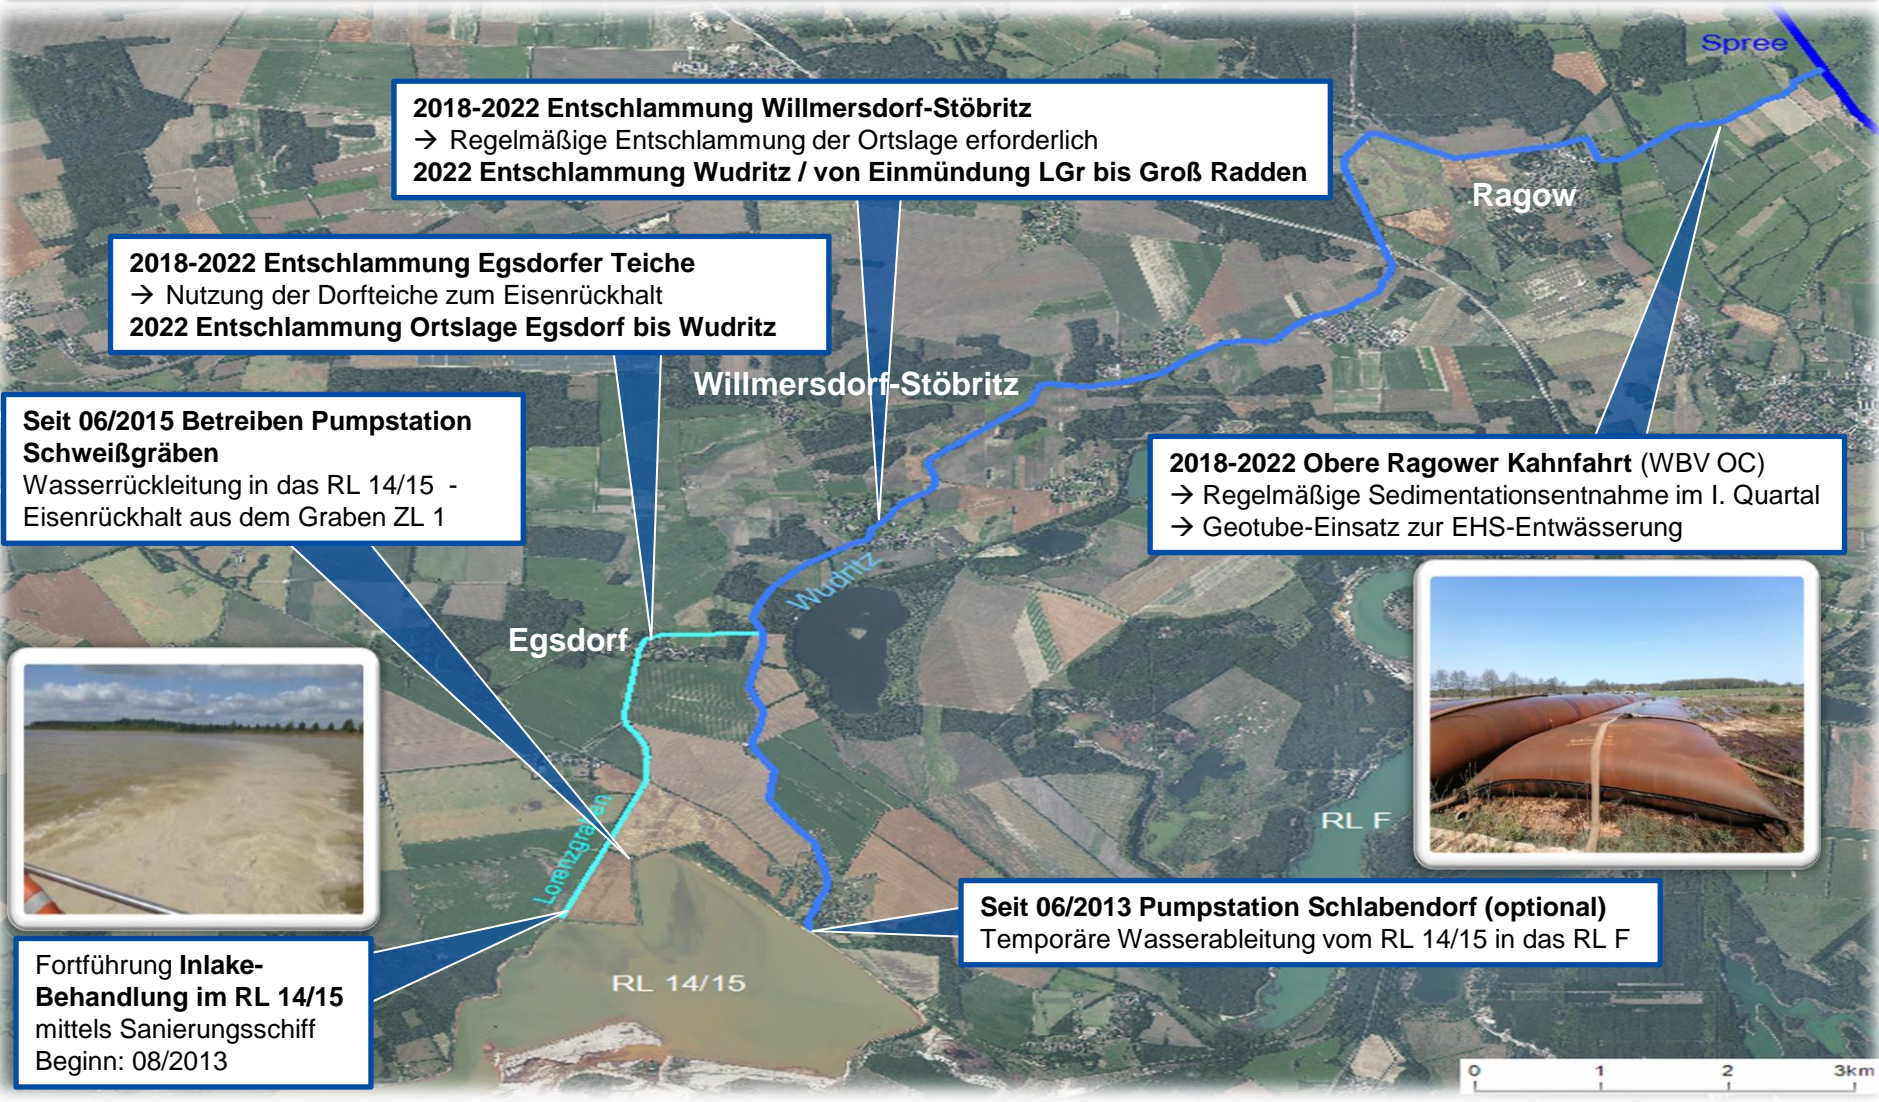 Spree
2018-2022 Entschlammung Willmersdorf-Stöbritz
→ Regelmäßige Entschlammung der Ortslage erforderlich
2022 Entschlammung Wudritz / von Einmündung LGr bis Groß Radden
Ragow
2018-2022 Entschlammung Egsdorfer Teiche
→ Nutzung der Dorfteiche zum Eisenrückhalt
2022 Entschlammung Ortslage Egsdorf bis Wudritz
Willmersdorf-Stöbritz
Seit 06/2015 Betreiben Pumpstation
Schweißgräben
Wasserrückleitung in das RL 14/15 -
Eisenrückhalt aus dem Graben ZL 1
2018-2022 Obere Ragower Kahnfahrt (WBV OC)
→ Regelmäßige Sedimentationsentnahme im I. Quartal
→ Geotube-Einsatz zur EHS-Entwässerung
Wudritz
Egsdorf
Lorenzgraben
RL F
Seit 06/2013 Pumpstation Schlabendorf (optional)
Temporäre Wasserableitung vom RL 14/15 in das RL F
RL 14/15
Fortführung Inlake-
Behandlung im RL 14/15
mittels Sanierungsschiff
Beginn: 08/2013
0 1 2 3km